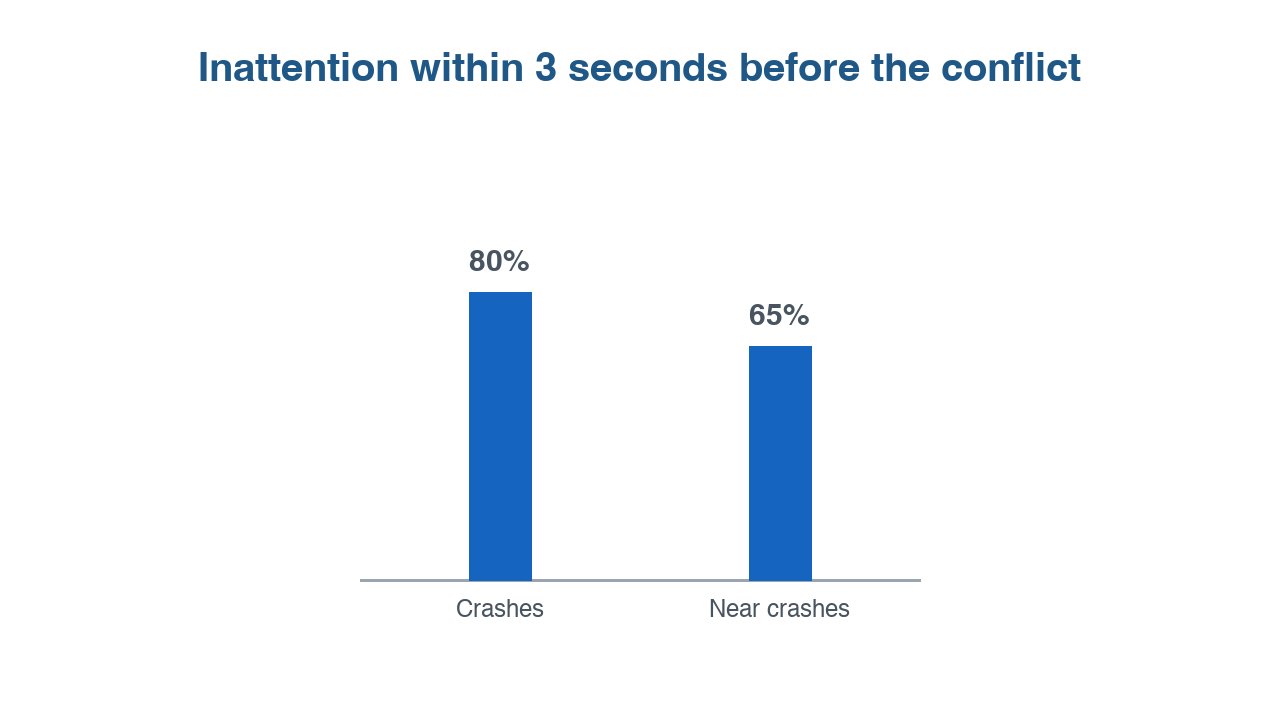 Inattention within 3 seconds before the conflict
80%
65%
Crashes
Near crashes